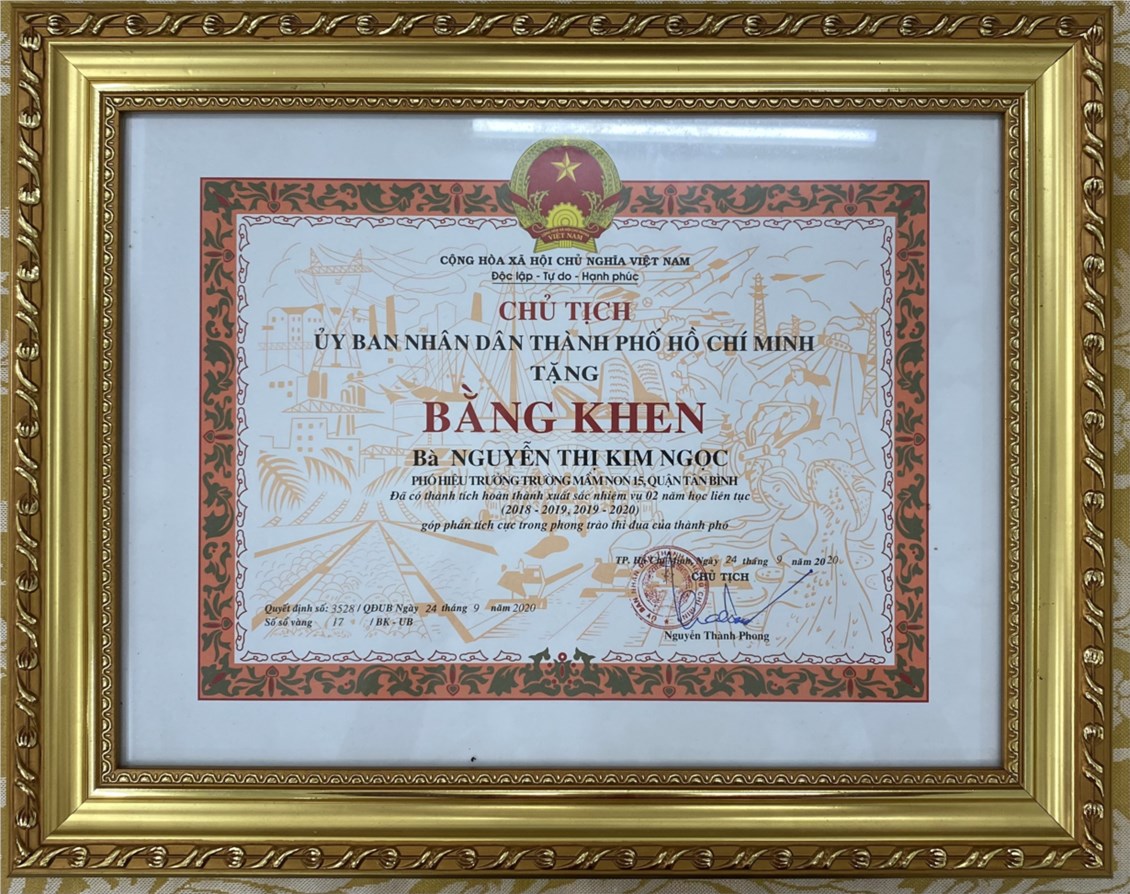 VIỆT NAM
CỘNG HÒA XÃ HỘI CHỦ NGHĨA VIỆT NAM
Độc lập - Tự do - Hạnh phúc
CHỦ TỊCH
ỦY BAN NHÂN DÂN THÀNH PHỐ HỒ CHÍ MINH
TẶNG
BẰNG KHEN
Bà NGUYỄN THỊ KIM NGỌC
PHÓ HIỆU TRƯỞNG TRƯỜNG MẦM NON 15, QUẬN TÂN BÌNH
Đã có thành tích hoàn thành xuất sắc nhiệm vụ 02 năm học liên tục
(2018 - 2019, 2019 - 2020)
góp phần tích cực trong phong trào thi đua của thành phố
TP. Hồ Chí Minh, Ngày 24 tháng 9 năm 2020
CHỦ TỊCH
Quyết định số: 3528 / QĐUB Ngày 24 tháng 9 năm 2020
Số sổ vàng 17 / BK - UB
Nguyễn Thành Phong